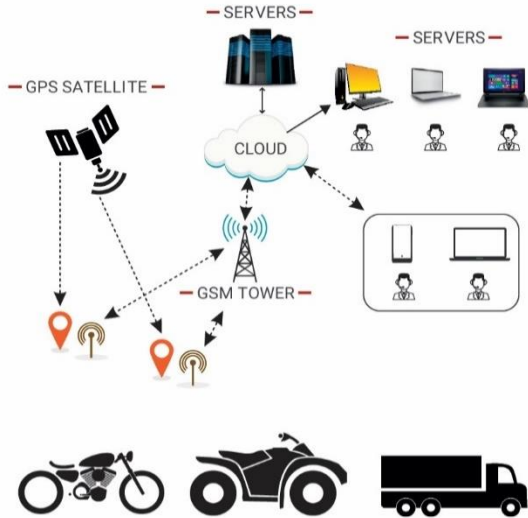 SERVERS
SERVERS
GPS SATELLITE
CLOUD
GSM TOWER